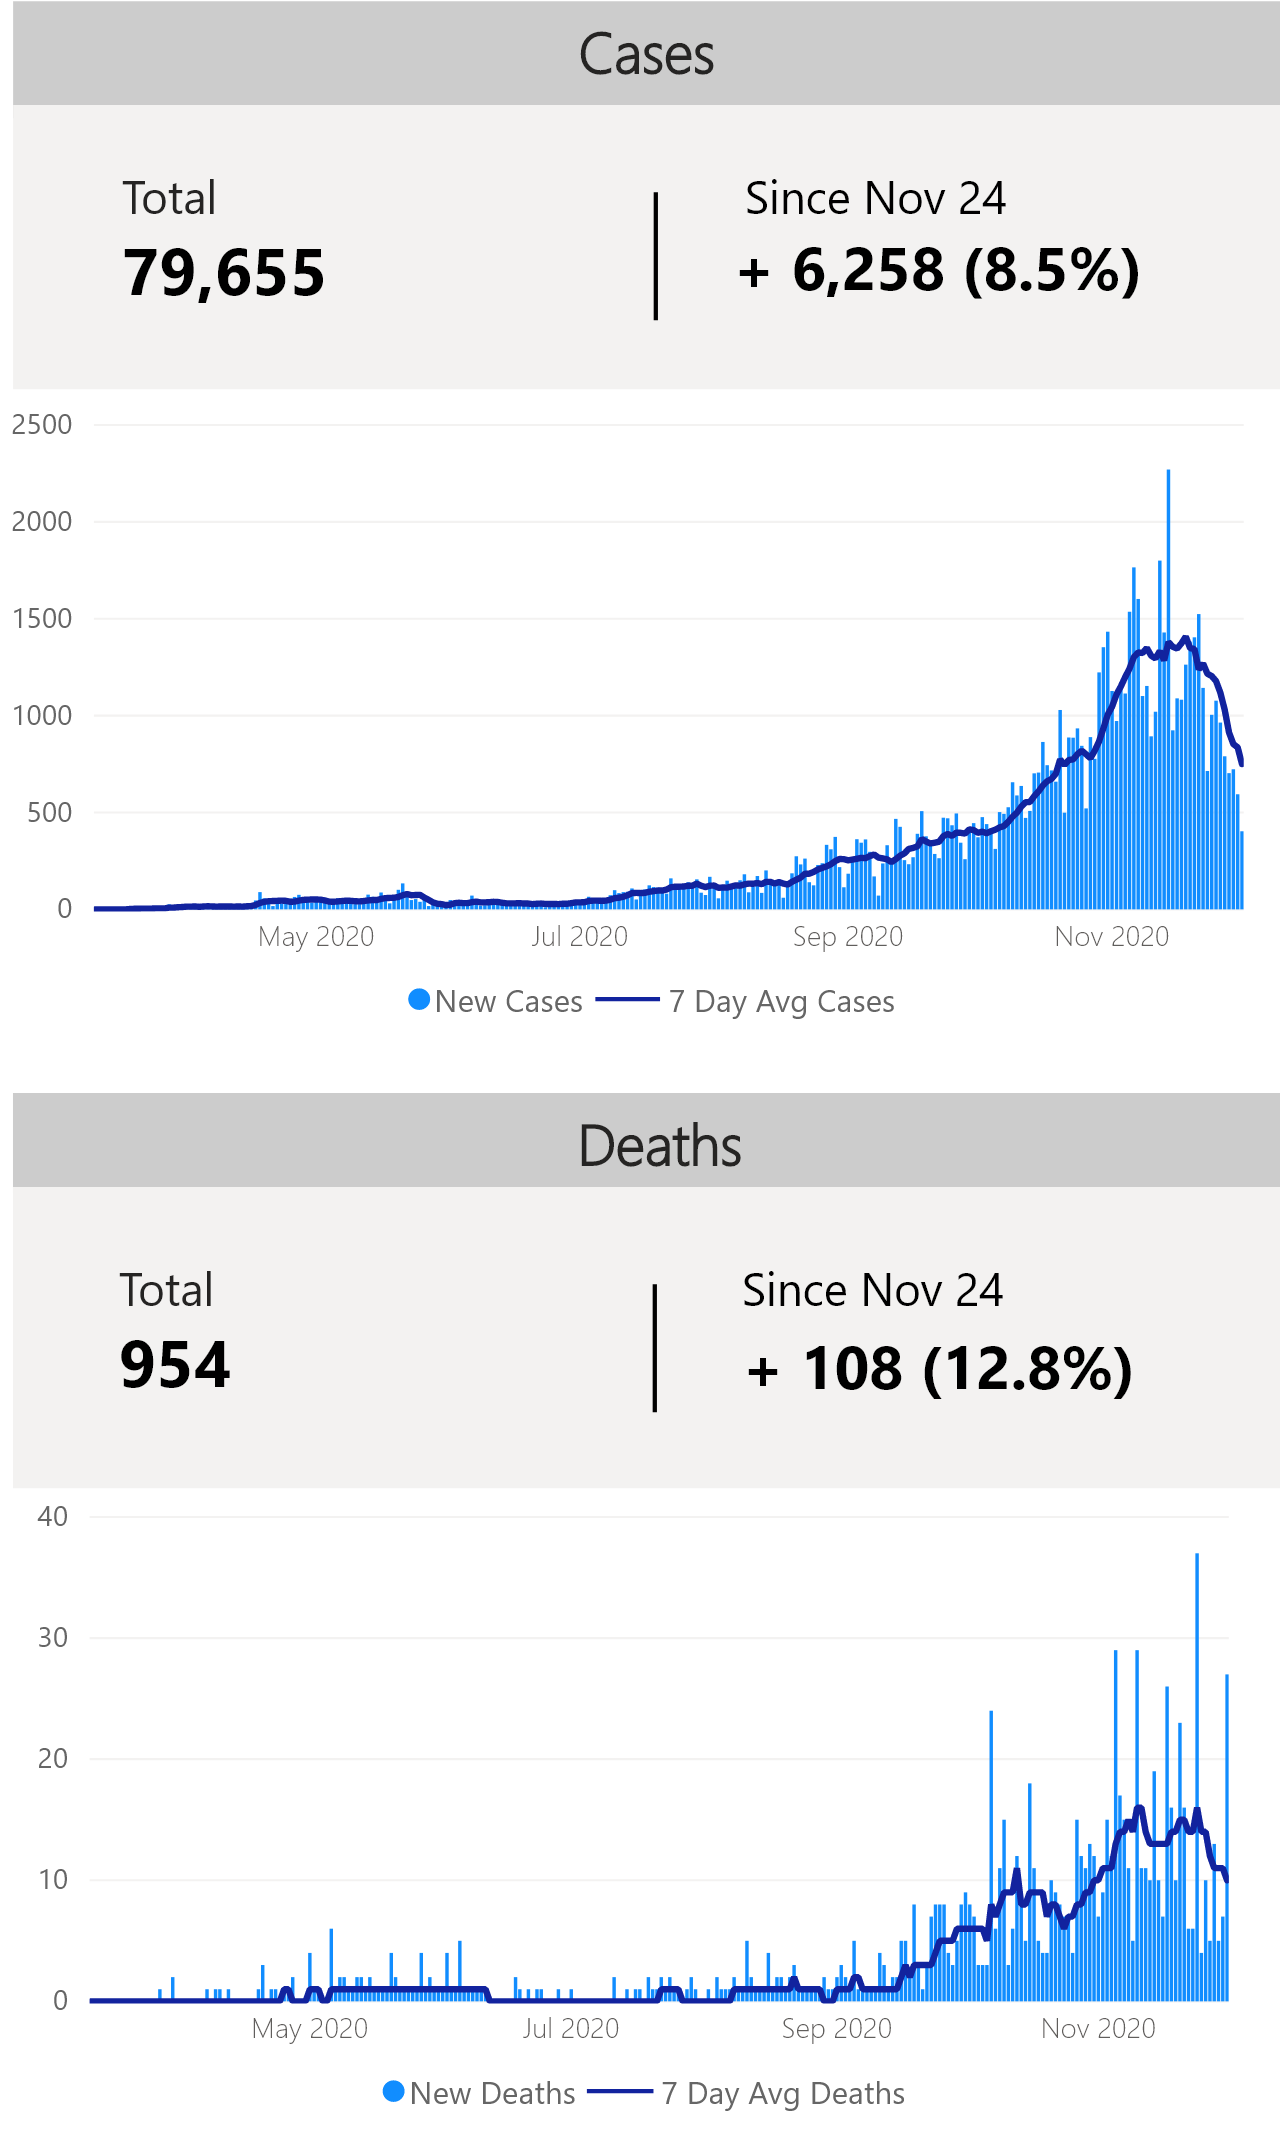 Cases
Total
Since Nov 24
79,655
+ 6,258 (8.5%)
2500
2000
1500
1000
500
0
May 2020
Jul 2020
Sep 2020
Nov 2020
New Cases
7 Day Avg Cases
Deaths
Total
Since Nov 24
954
+ 108 (12.8%)
40
30
20
10
0
May 2020
Jul 2020
Sep 2020
Nov 2020
New Deaths
7 Day Avg Deaths